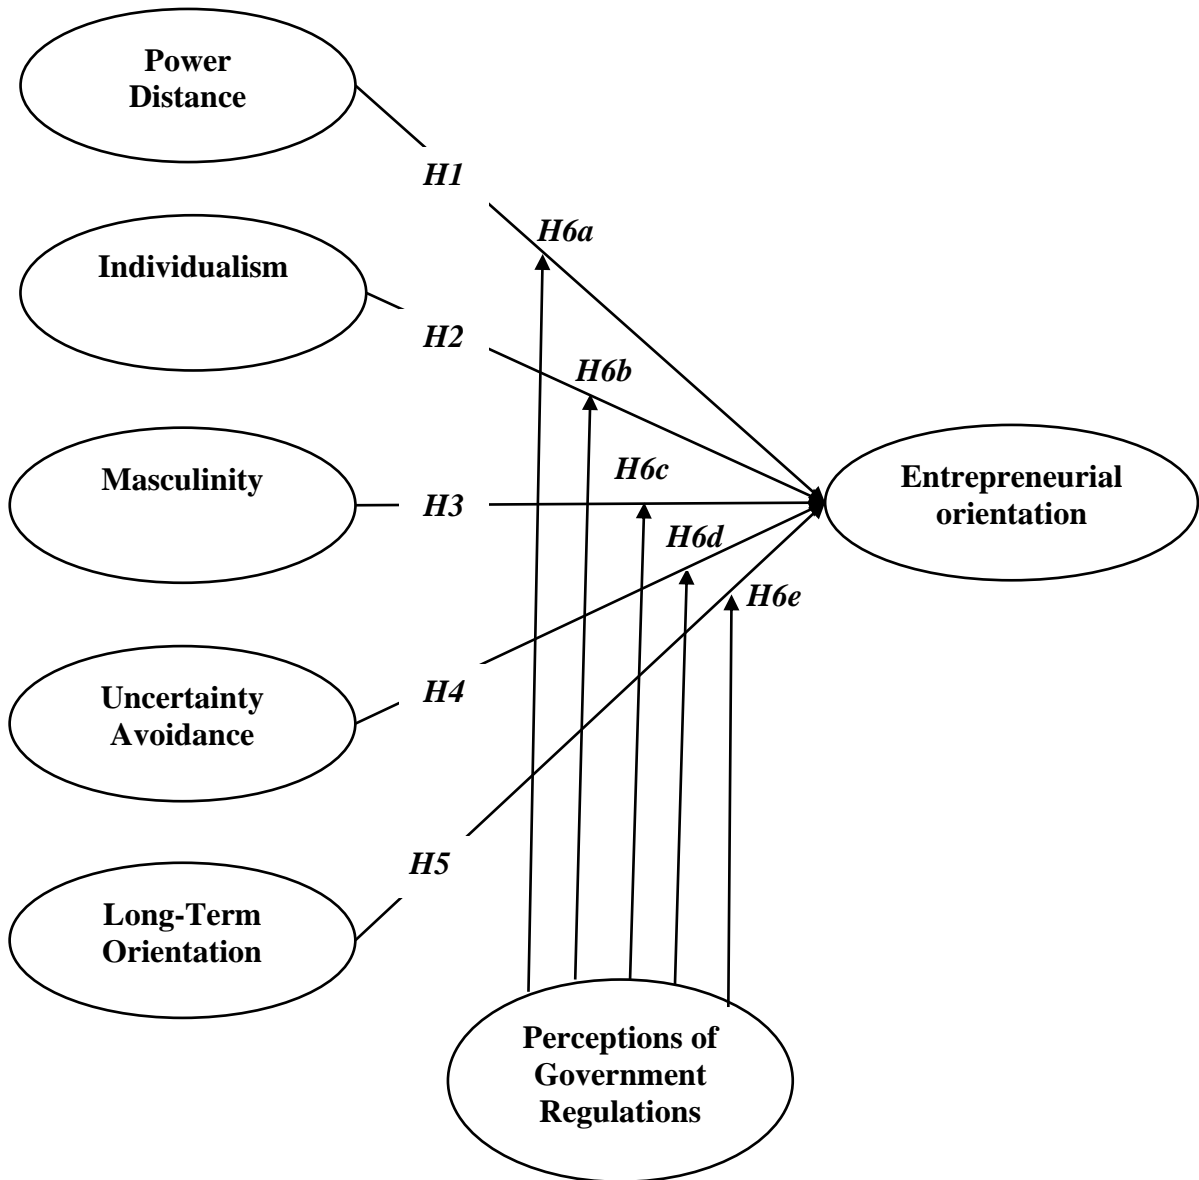 Power
Distance
H1
H6a
Individualism
H2
H6b
Masculinity
H3
H6c
Entrepreneurial
orientation
H6d
H6e
Uncertainty
Avoidance
H4
H5
Long-Term
Orientation
Perceptions of
Government
Regulations